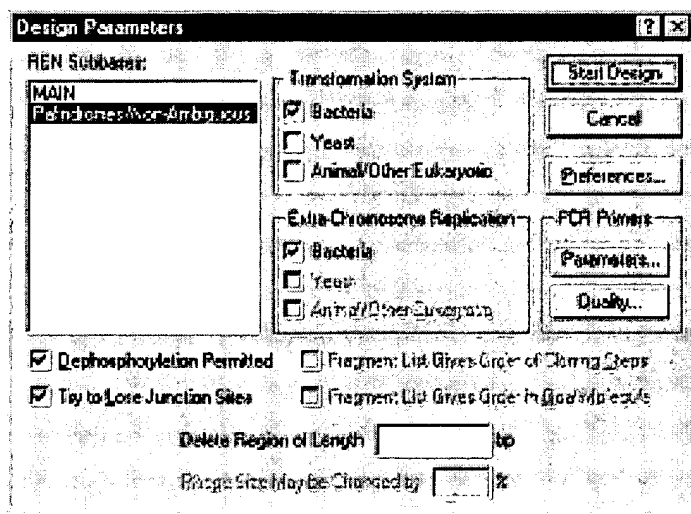 Design Parameters
REN Subbases:
MAIN
Palindromes/Non-Ambiguous
Transformation System
Bacteria
Yeast
Animal/Other Eukaryotic
Extra-Chromosome Replication
Bacteria
Yeast
Animal/Other Eukaryotic
Start Design
Cancel
Preferences...
PCR Primers
Parameters...
Quality...
Dephosphorylation Permitted
Fragment List Gives Order of Cloning Steps
Try to Lose Junction Sites
Fragment List Gives Order in Goal Molecule
Delete Region of Length bp
Size May Be Changed by %